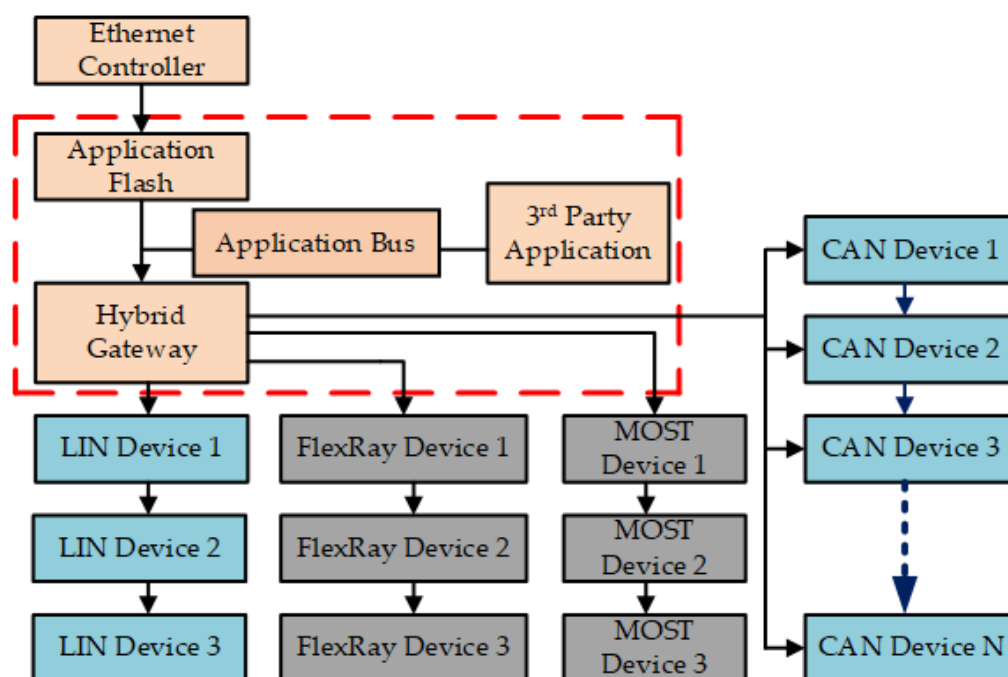 Ethernet
Controller
Application
Flash
Application Bus
3rd Party
Application
Hybrid
Gateway
CAN Device 1
CAN Device 2
CAN Device 3
CAN Device N
LIN Device 1
LIN Device 2
LIN Device 3
FlexRay Device 1
FlexRay Device 2
FlexRay Device 3
MOST
Device 1
MOST
Device 2
MOST
Device 3